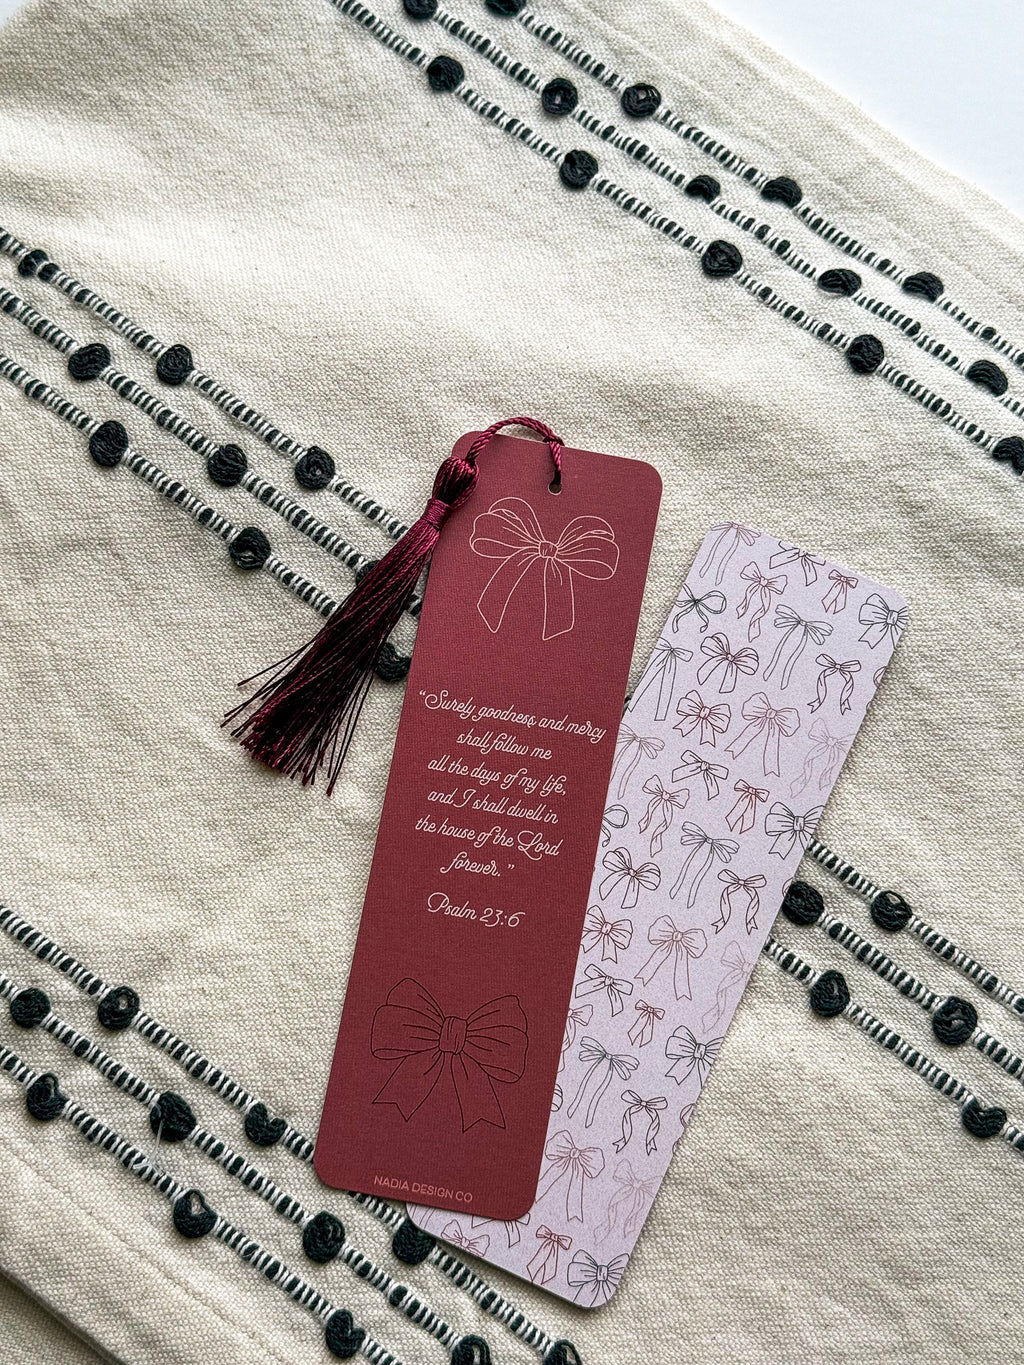 “Surely goodness and mercy
shall follow me
all the days of my life,
and I shall dwell in
the house of the Lord
forever.”
Psalm 23:6
NADIA DESIGN CO